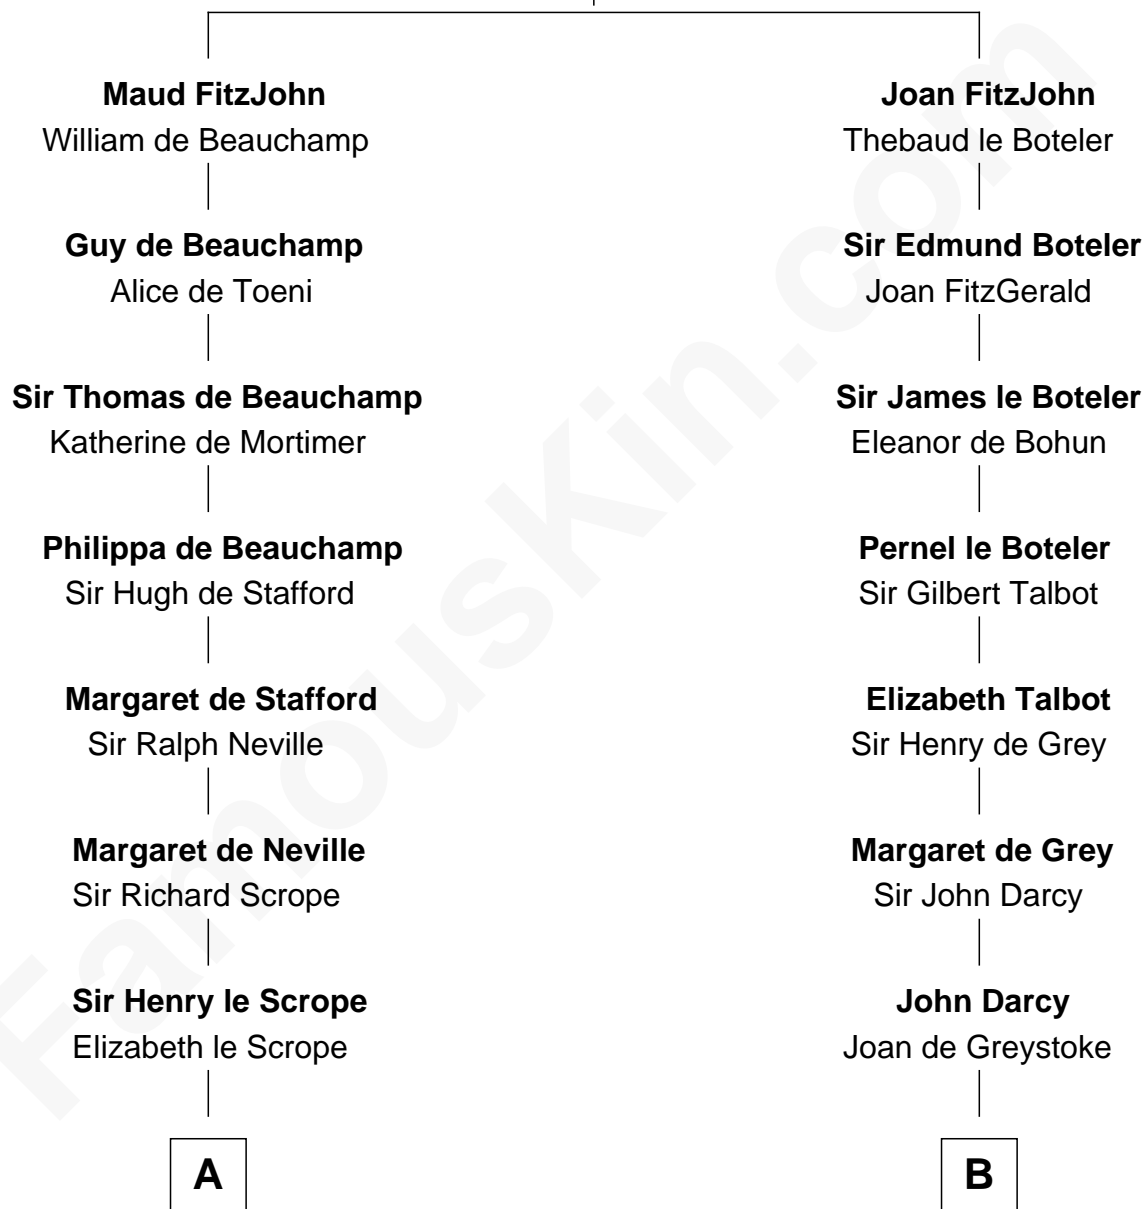 Maud FitzJohn
William de Beauchamp
Guy de Beauchamp
Alice de Toeni
Sir Thomas de Beauchamp
Katherine de Mortimer
Philippa de Beauchamp
Sir Hugh de Stafford
Margaret de Stafford
Sir Ralph Neville
Margaret de Neville
Sir Richard Scrope
Sir Henry le Scrope
Elizabeth le Scrope
A
Joan FitzJohn
Thebaud le Boteler
Sir Edmund Boteler
Joan FitzGerald
Sir James le Boteler
Eleanor de Bohun
Pernel le Boteler
Sir Gilbert Talbot
Elizabeth Talbot
Sir Henry de Grey
Margaret de Grey
Sir John Darcy
John Darcy
Joan de Greystoke
B
FamousKin.com